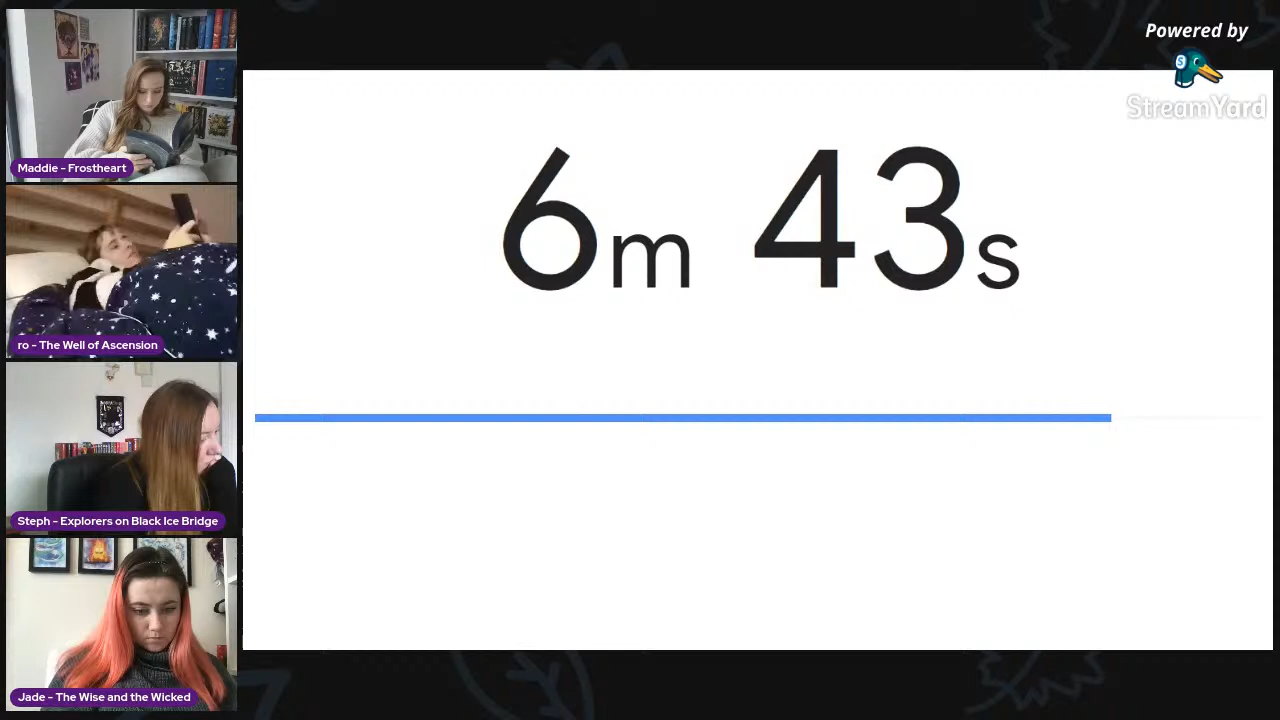 Maddie - Frostheart
ro - The Well of Ascension
Steph - Explorers on Black Ice Bridge
Jade - The Wise and the Wicked
6m 43s
Powered by
StreamYard